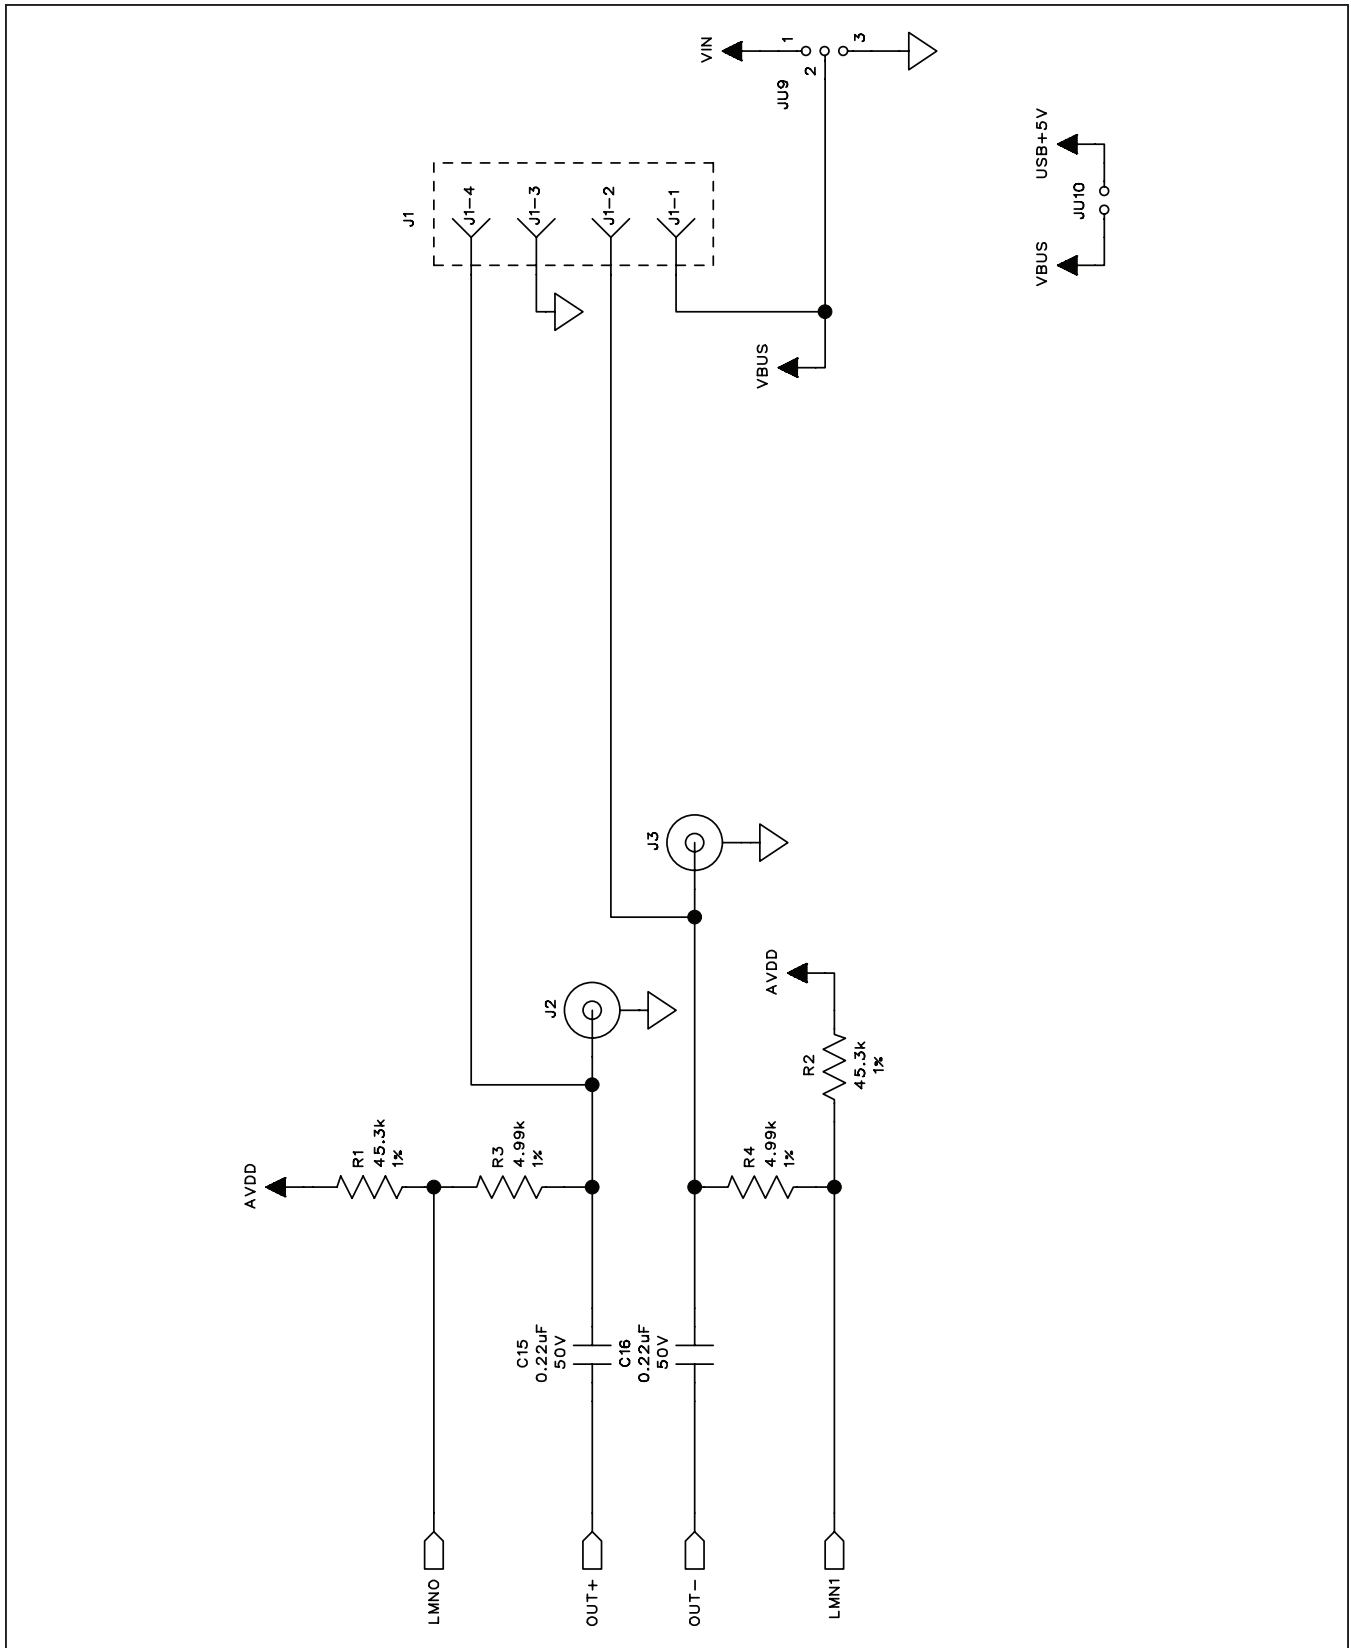 VIN
1
2
3
JU9
USB+5V
JU10
VBUS
J1
J1-4
J1-3
J1-2
J1-1
VBUS
J3
J2
AVDD
R2
45.3k
1%
AVDD
R1
45.3k
1%
R3
4.99k
1%
R4
4.99k
1%
C15
0.22uF
50V
C16
0.22uF
50V
LMN0
OUT+
OUT-
LMN1